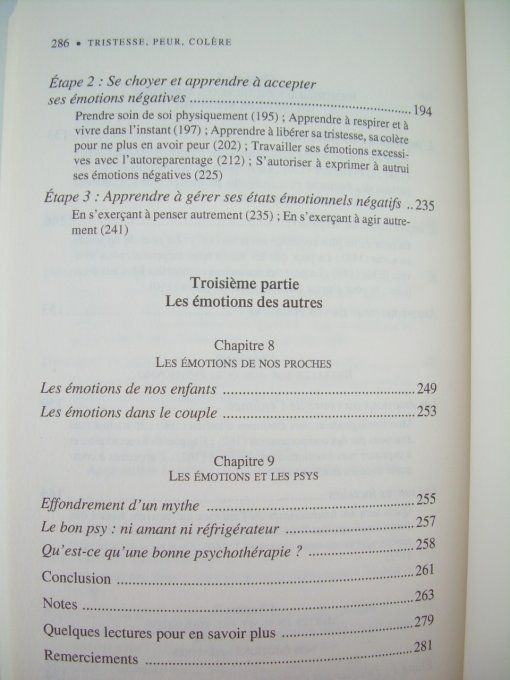 286 • TRISTESSE, PEUR, COLÈRE
Étape 2 : Se choyer et apprendre à accepter
ses émotions négatives ........................................ 194
Prendre soin de soi physiquement (195) ; Apprendre à respirer et à
vivre dans l'instant (197) ; Apprendre à libérer sa tristesse, sa colère
pour ne plus en avoir peur (202) ; Travailler ses émotions excessi-
ves avec l'autoreparentage (212) ; S'autoriser à exprimer à autrui
ses émotions négatives (225)
Étape 3 : Apprendre à gérer ses états émotionnels négatifs .. 235
En s'exerçant à penser autrement (235) ; En s'exerçant à agir autre-
ment (241)
Troisième partie
Les émotions des autres
Chapitre 8
LES ÉMOTIONS DE NOS PROCHES
Les émotions de nos enfants ................................... 249
Les émotions dans le couple ................................... 253
Chapitre 9
LES ÉMOTIONS ET LES PSYS
Effondrement d'un mythe ....................................... 255
Le bon psy : ni amant ni réfrigérateur ........................ 257
Qu'est-ce qu'une bonne psychothérapie ? ................... 258
Conclusion ..................................................... 261
Notes .......................................................... 263
Quelques lectures pour en savoir plus ........................ 279
Remerciements .................................................. 281